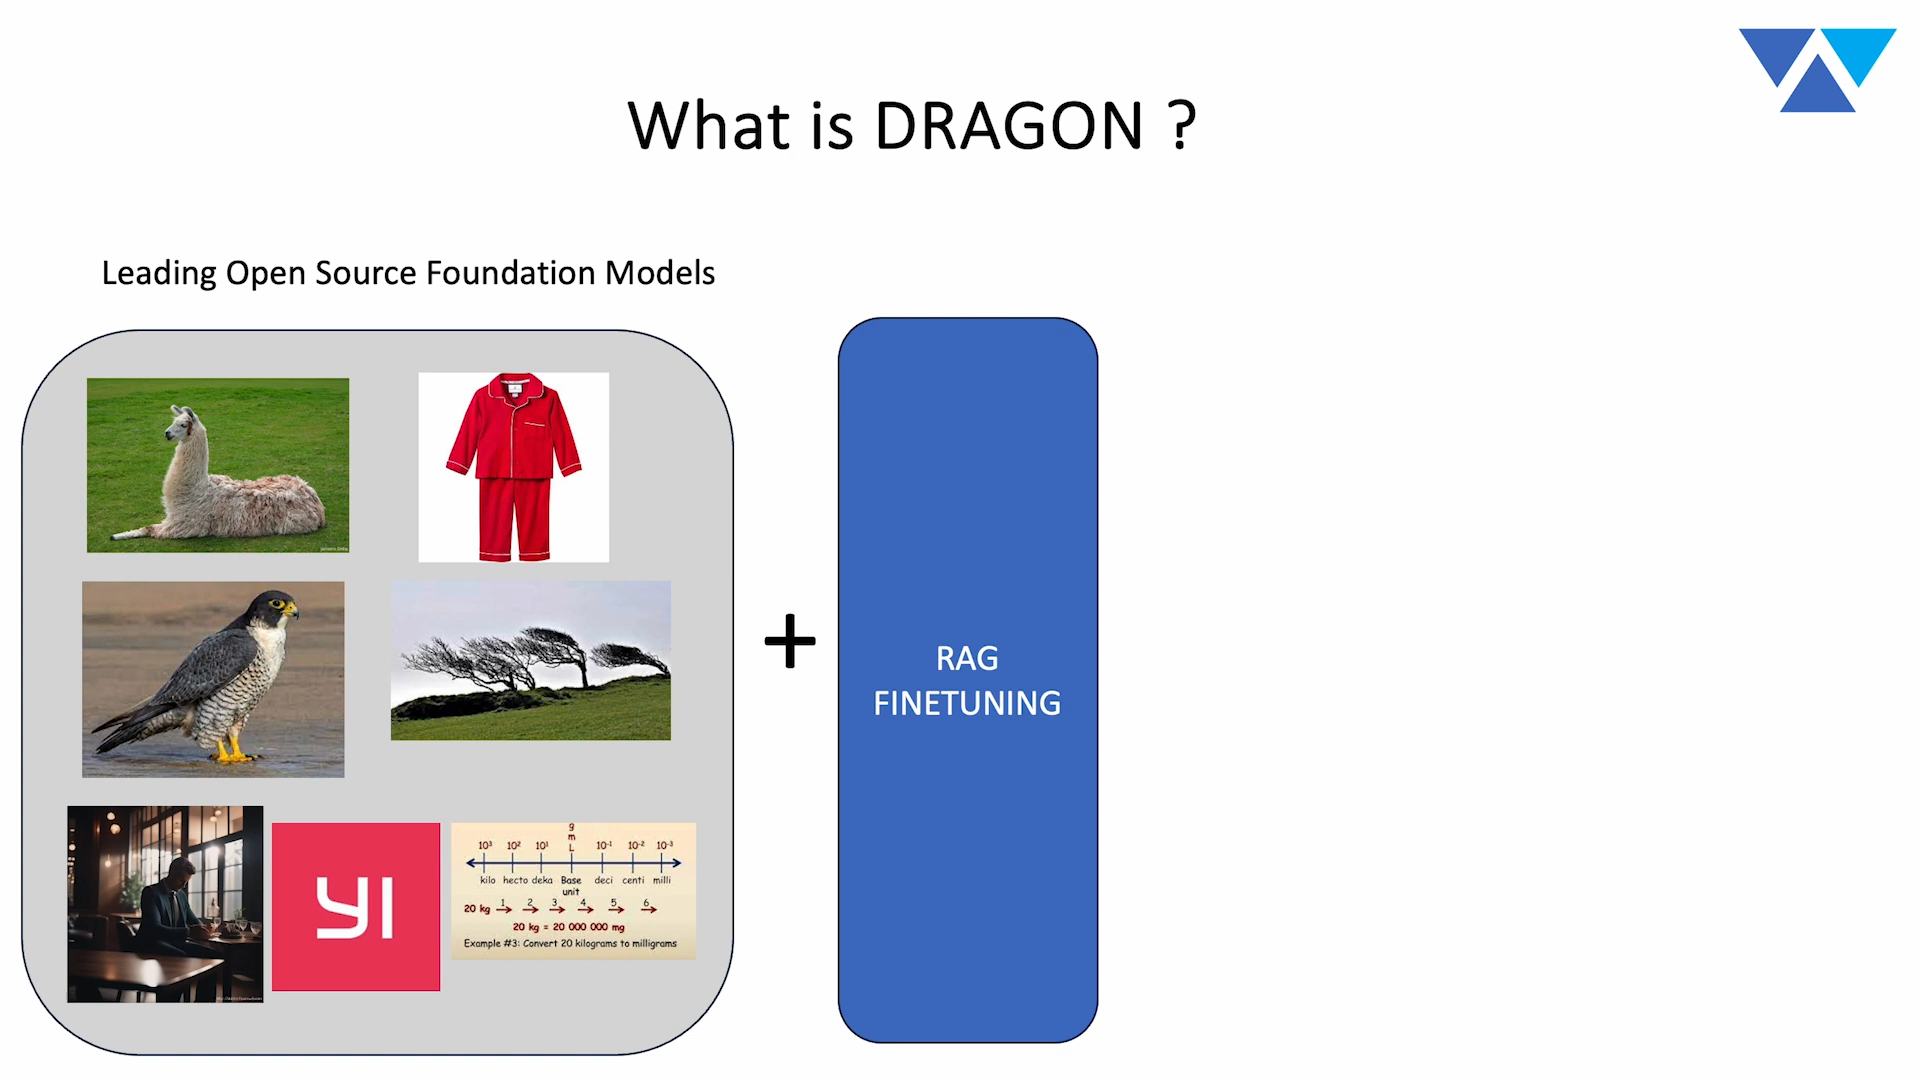 What is DRAGON ?
Leading Open Source Foundation Models
+
RAG
FINETUNING
YI
g
m
L
10³ 10² 10¹ 10⁻¹ 10⁻² 10⁻³
kilo hecto deka Base unit deci centi milli
1 2 3 4 5 6
20 kg
20 kg = 20 000 000 mg
Example #3: Convert 20 kilograms to milligrams